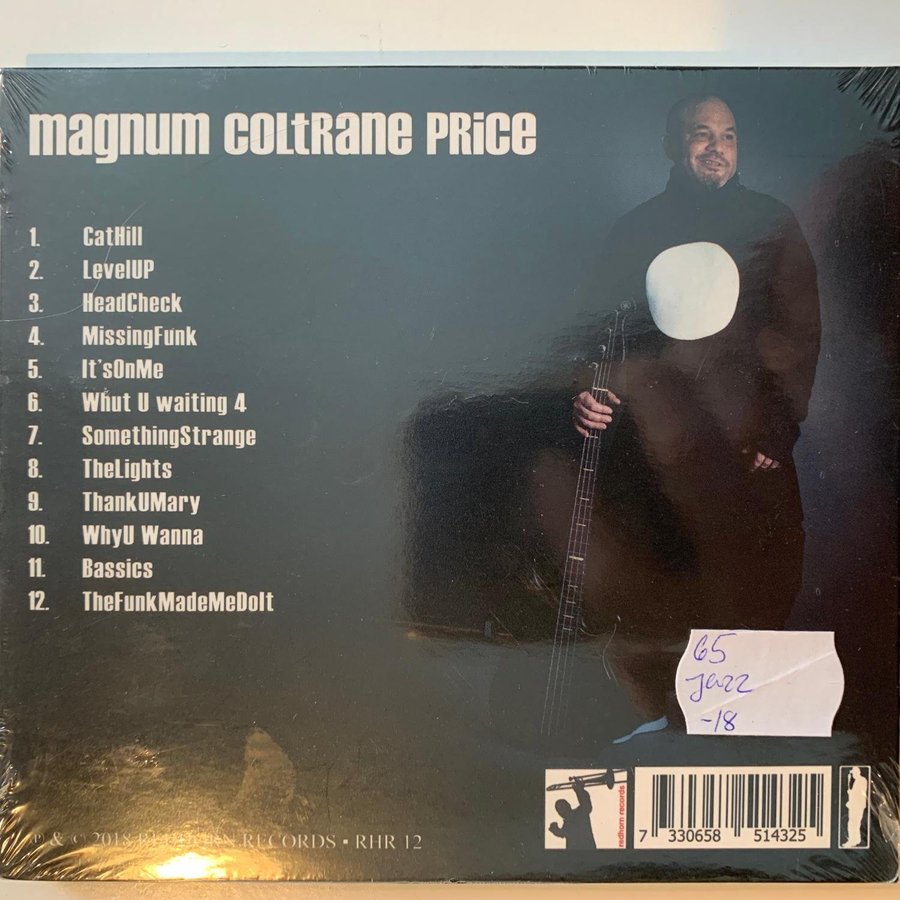 magnum COLTRANE PRICE
1. CatHill
2. LevelUP
3. HeadCheck
4. MissingFunk
5. It'sOnMe
6. Whut U waiting 4
7. SomethingStrange
8. TheLights
9. ThankUMary
10. WhyU Wanna
11. Bassics
12. TheFunkMadeMeDoIt
65
Jazz
-18
redhorn records
7 330658 514325
℗ & © 2018 RECORDS ▪ RHR 12